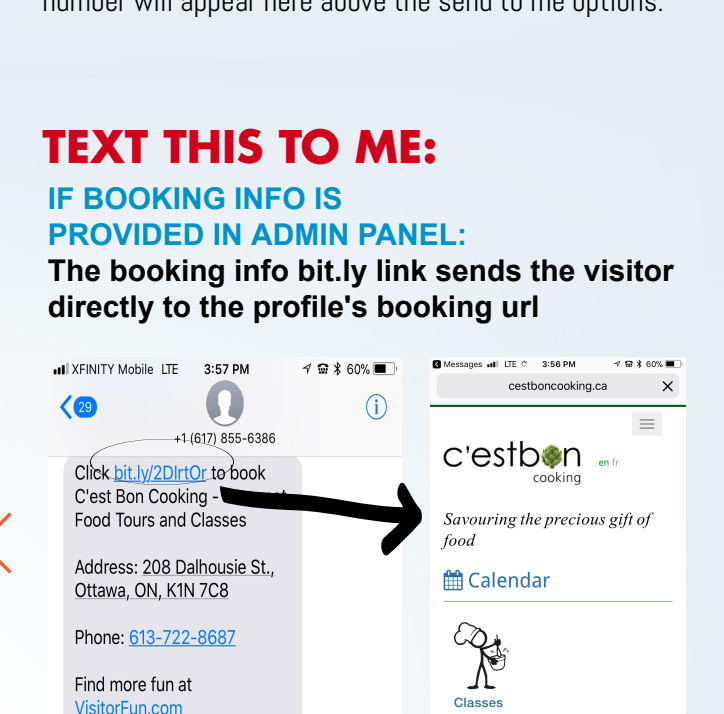 number will appear here above the send to me options.
TEXT THIS TO ME:
IF BOOKING INFO IS
PROVIDED IN ADMIN PANEL:
The booking info bit.ly link sends the visitor
directly to the profile's booking url
XFINITY Mobile LTE 3:57 PM 60%
29
+1 (617) 855-6386
Click bit.ly/2DIrtOr to book
C'est Bon Cooking -
Food Tours and Classes
Address: 208 Dalhousie St.,
Ottawa, ON, K1N 7C8
Phone: 613-722-8687
Find more fun at
VisitorFun.com
Messages LTE 3:56 PM 60%
cestboncooking.ca
c'estbon
cooking
en fr
Savouring the precious gift of
food
Calendar
Classes